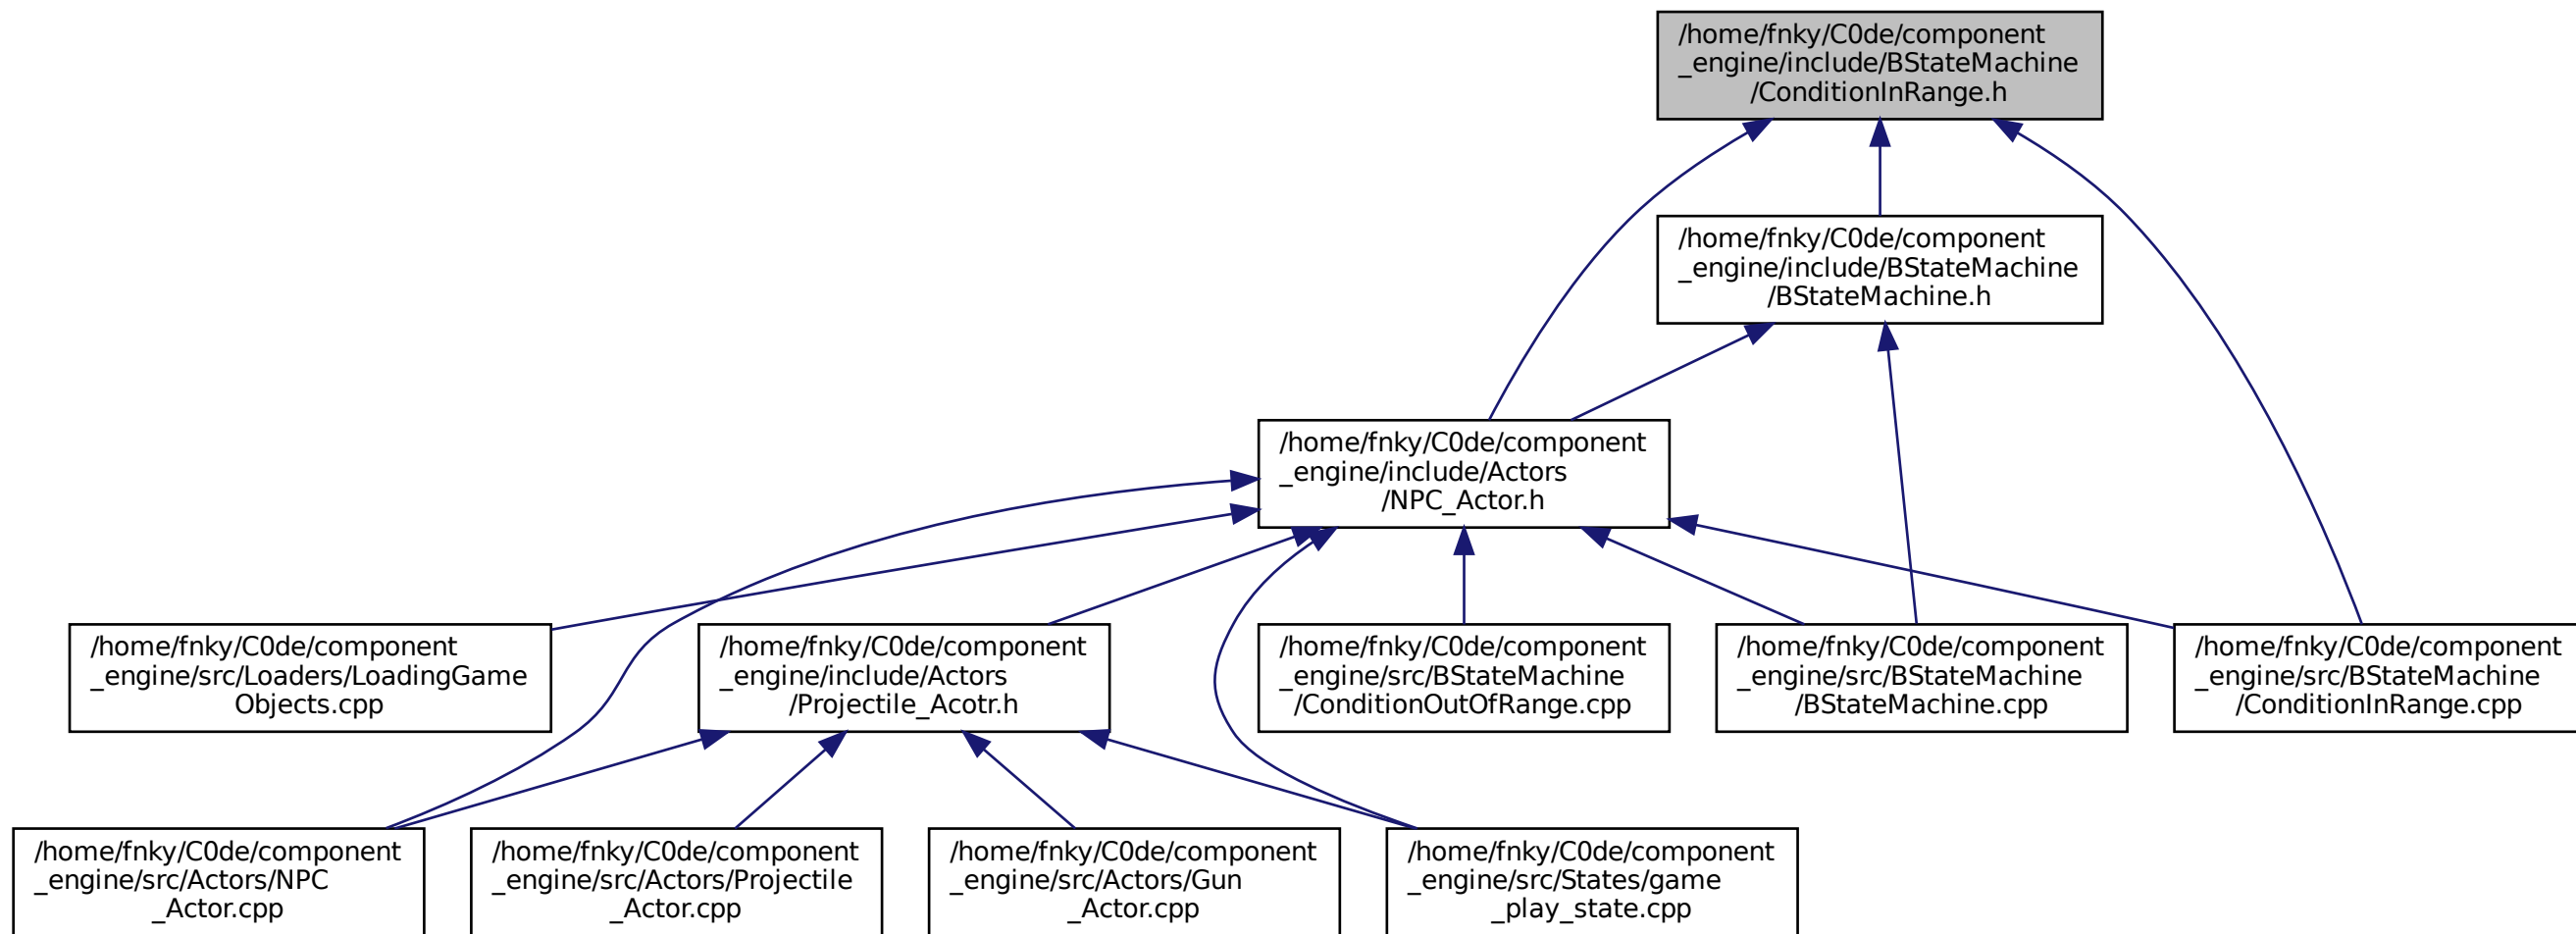 /home/fnky/C0de/component
_engine/include/BStateMachine
/ConditionInRange.h
/home/fnky/C0de/component
_engine/include/BStateMachine
/BStateMachine.h
/home/fnky/C0de/component
_engine/include/Actors
/NPC_Actor.h
/home/fnky/C0de/component
_engine/src/Loaders/LoadingGame
Objects.cpp
/home/fnky/C0de/component
_engine/include/Actors
/Projectile_Acotr.h
/home/fnky/C0de/component
_engine/src/BStateMachine
/ConditionOutOfRange.cpp
/home/fnky/C0de/component
_engine/src/BStateMachine
/BStateMachine.cpp
/home/fnky/C0de/component
_engine/src/BStateMachine
/ConditionInRange.cpp
/home/fnky/C0de/component
_engine/src/Actors/NPC
_Actor.cpp
/home/fnky/C0de/component
_engine/src/Actors/Projectile
_Actor.cpp
/home/fnky/C0de/component
_engine/src/Actors/Gun
_Actor.cpp
/home/fnky/C0de/component
_engine/src/States/game
_play_state.cpp